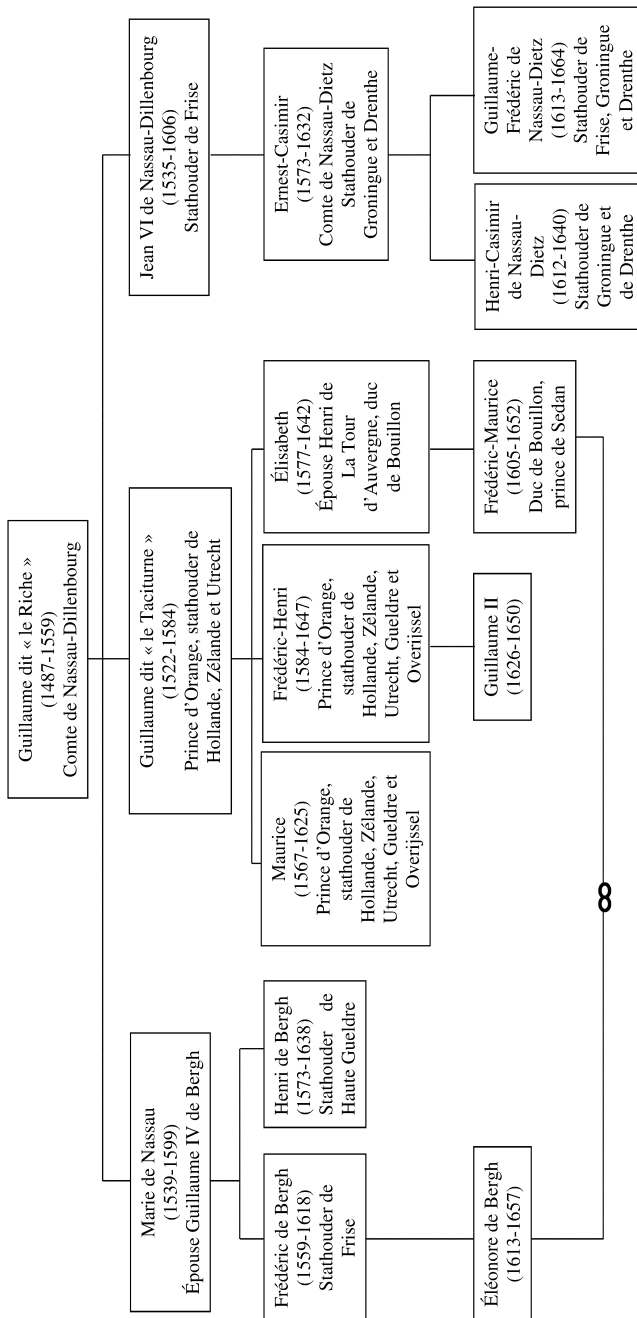 Guillaume dit « le Riche »
(1487-1559)
Comte de Nassau-Dillenbourg
Marie de Nassau
(1539-1599)
Épouse Guillaume IV de Bergh
Guillaume dit « le Taciturne »
(1522-1584)
Prince d'Orange, stathouder de
Hollande, Zélande et Utrecht
Jean VI de Nassau-Dillenbourg
(1535-1606)
Stathouder de Frise
Frédéric de Bergh
(1559-1618)
Stathouder de
Frise
Henri de Bergh
(1573-1638)
Stathouder de
Haute Gueldre
Maurice
(1567-1625)
Prince d'Orange,
stathouder de
Hollande, Zélande,
Utrecht, Gueldre et
Overijssel
Frédéric-Henri
(1584-1647)
Prince d'Orange,
stathouder de
Hollande, Zélande,
Utrecht, Gueldre et
Overijssel
Élisabeth
(1577-1642)
Épouse Henri de
La Tour
d'Auvergne, duc
de Bouillon
Ernest-Casimir
(1573-1632)
Comte de Nassau-Dietz
Stathouder de
Groningue et Drenthe
Éléonore de Bergh
(1613-1657)
Guillaume II
(1626-1650)
Frédéric-Maurice
(1605-1652)
Duc de Bouillon,
prince de Sedan
Henri-Casimir
de Nassau-
Dietz
(1612-1640)
Stathouder de
Groningue et
de Drenthe
Guillaume-
Frédéric de
Nassau-Dietz
(1613-1664)
Stathouder de
Frise, Groningue
et Drenthe